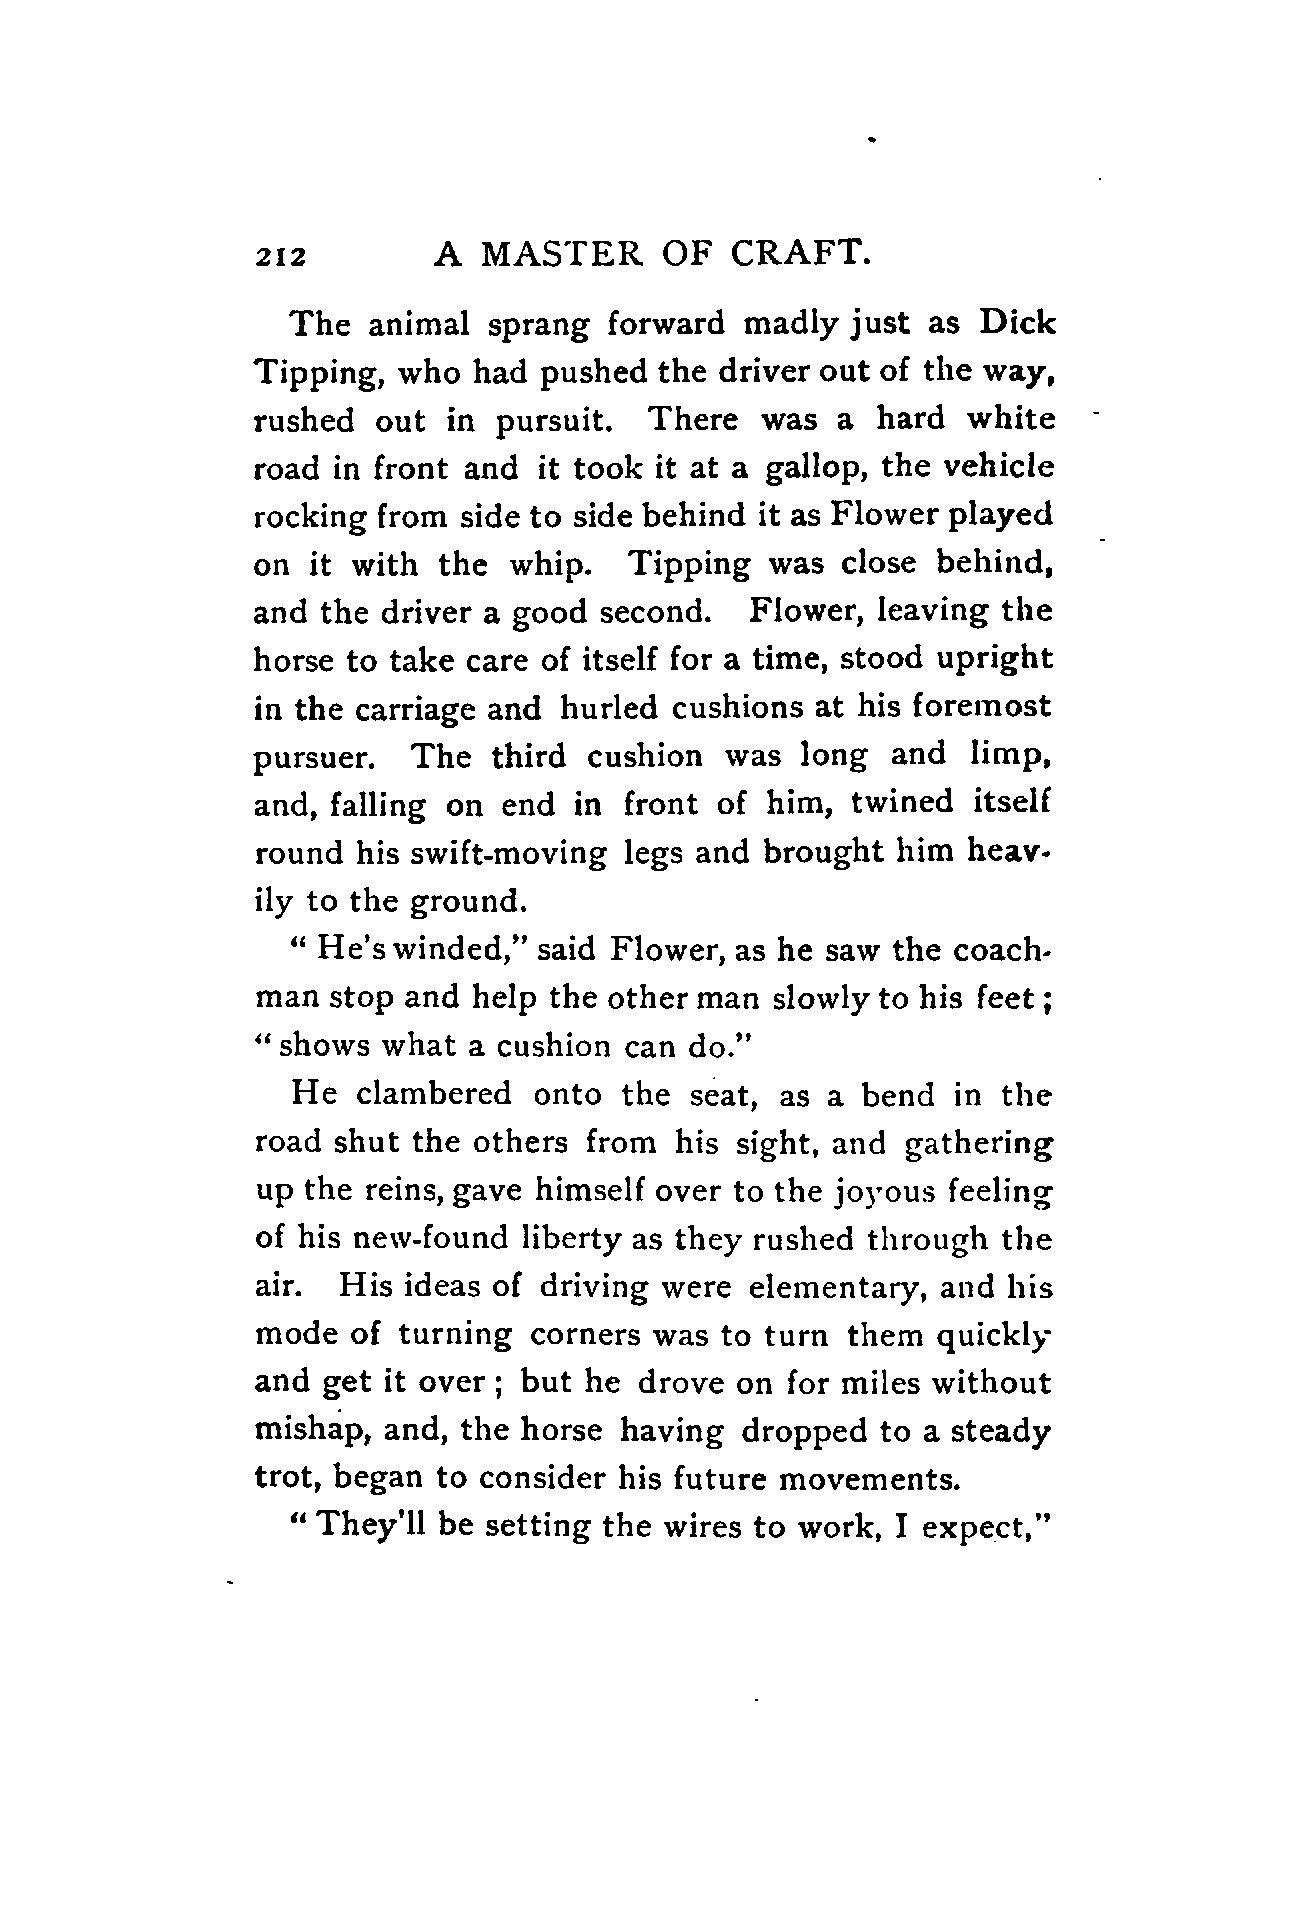 212 A MASTER OF CRAFT.
The animal sprang forward madly just as Dick
Tipping, who had pushed the driver out of the way,
rushed out in pursuit. There was a hard white
road in front and it took it at a gallop, the vehicle
rocking from side to side behind it as Flower played
on it with the whip. Tipping was close behind,
and the driver a good second. Flower, leaving the
horse to take care of itself for a time, stood upright
in the carriage and hurled cushions at his foremost
pursuer. The third cushion was long and limp,
and, falling on end in front of him, twined itself
round his swift-moving legs and brought him heav-
ily to the ground.
“ He's winded,” said Flower, as he saw the coach-
man stop and help the other man slowly to his feet ;
“ shows what a cushion can do.”
He clambered onto the seat, as a bend in the
road shut the others from his sight, and gathering
up the reins, gave himself over to the joyous feeling
of his new-found liberty as they rushed through the
air. His ideas of driving were elementary, and his
mode of turning corners was to turn them quickly
and get it over ; but he drove on for miles without
mishap, and, the horse having dropped to a steady
trot, began to consider his future movements.
“ They'll be setting the wires to work, I expect,”